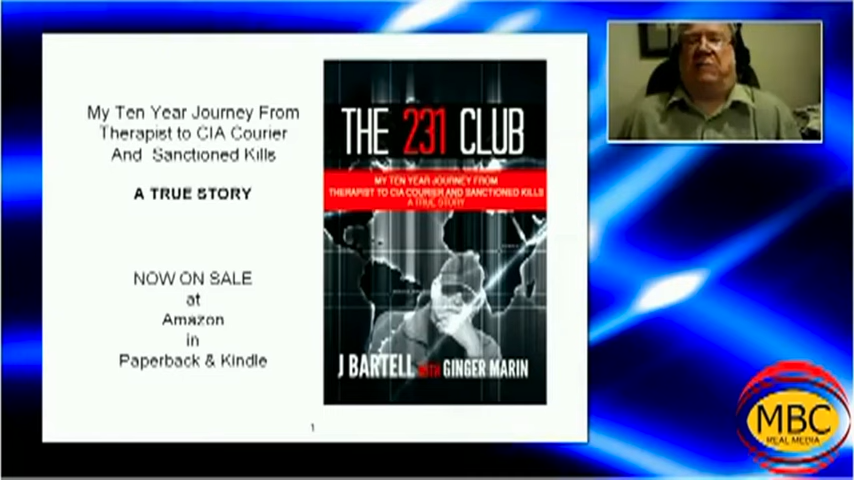 My Ten Year Journey From
Therapist to CIA Courier
And Sanctioned Kills
A TRUE STORY
NOW ON SALE
at
Amazon
in
Paperback & Kindle
1
THE 231 CLUB
MY TEN YEAR JOURNEY FROM
THERAPIST TO CIA COURIER AND SANCTIONED KILLS
A TRUE STORY
J BARTELL WITH GINGER MARIN
MBC
REAL MEDIA